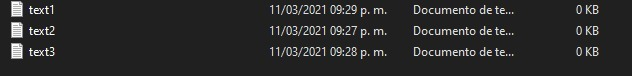 text1 11/03/2021 09:29 p. m. Documento de te... 0 KB
text2 11/03/2021 09:27 p. m. Documento de te... 0 KB
text3 11/03/2021 09:28 p. m. Documento de te... 0 KB